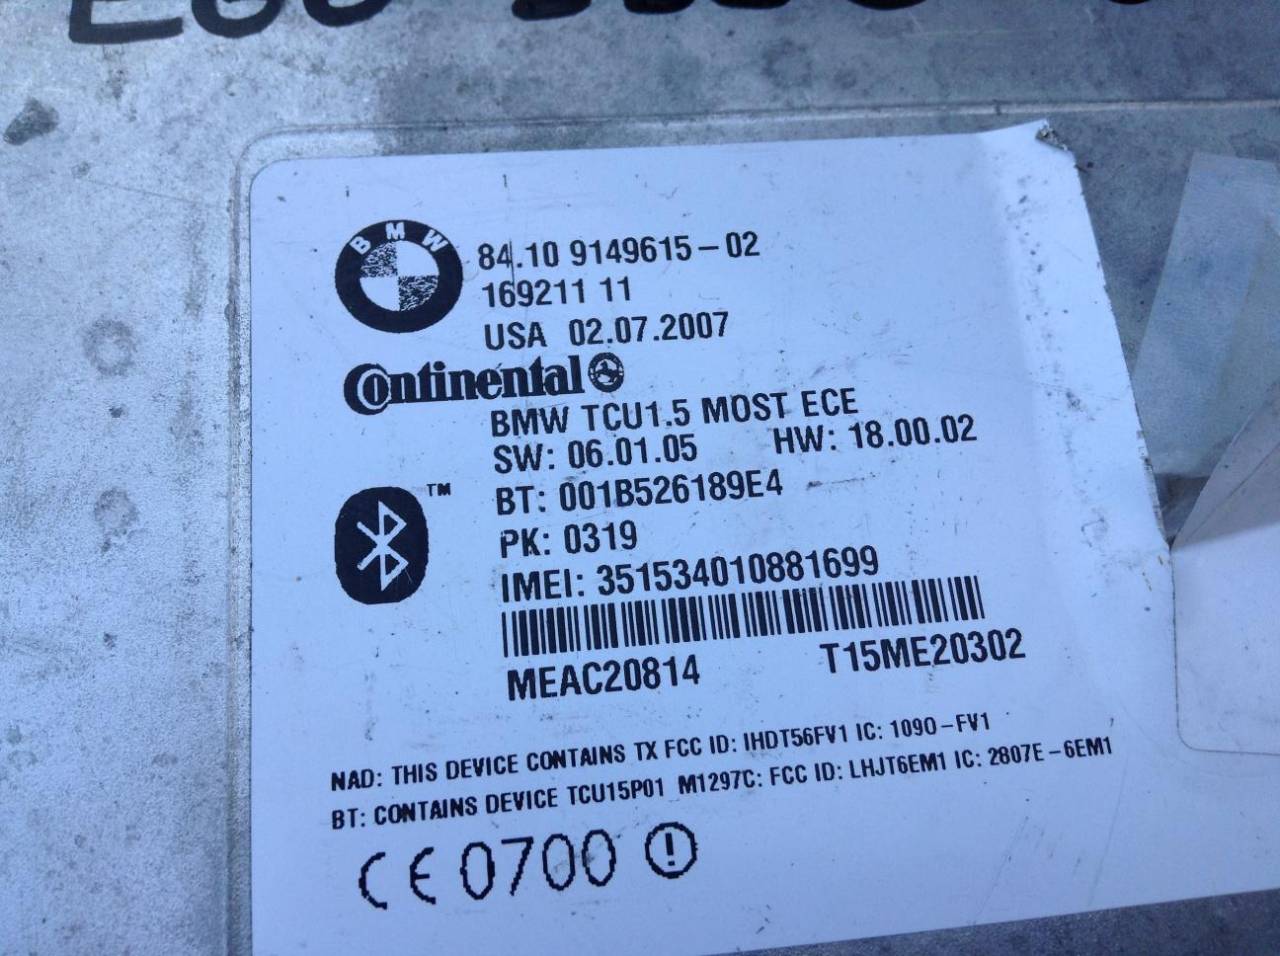 BMW
84.10 9149615-02
169211 11
USA 02.07.2007
Continental
BMW TCU1.5 MOST ECE
SW: 06.01.05 HW: 18.00.02
TM
BT: 001B526189E4
PK: 0319
IMEI: 351534010881699
MEAC20814 T15ME20302
NAD: THIS DEVICE CONTAINS TX FCC ID: IHDT56FV1 IC: 1090-FV1
BT: CONTAINS DEVICE TCU15P01 M1297C: FCC ID: LHJT6EM1 IC: 2807E-6EM1
CE 0700